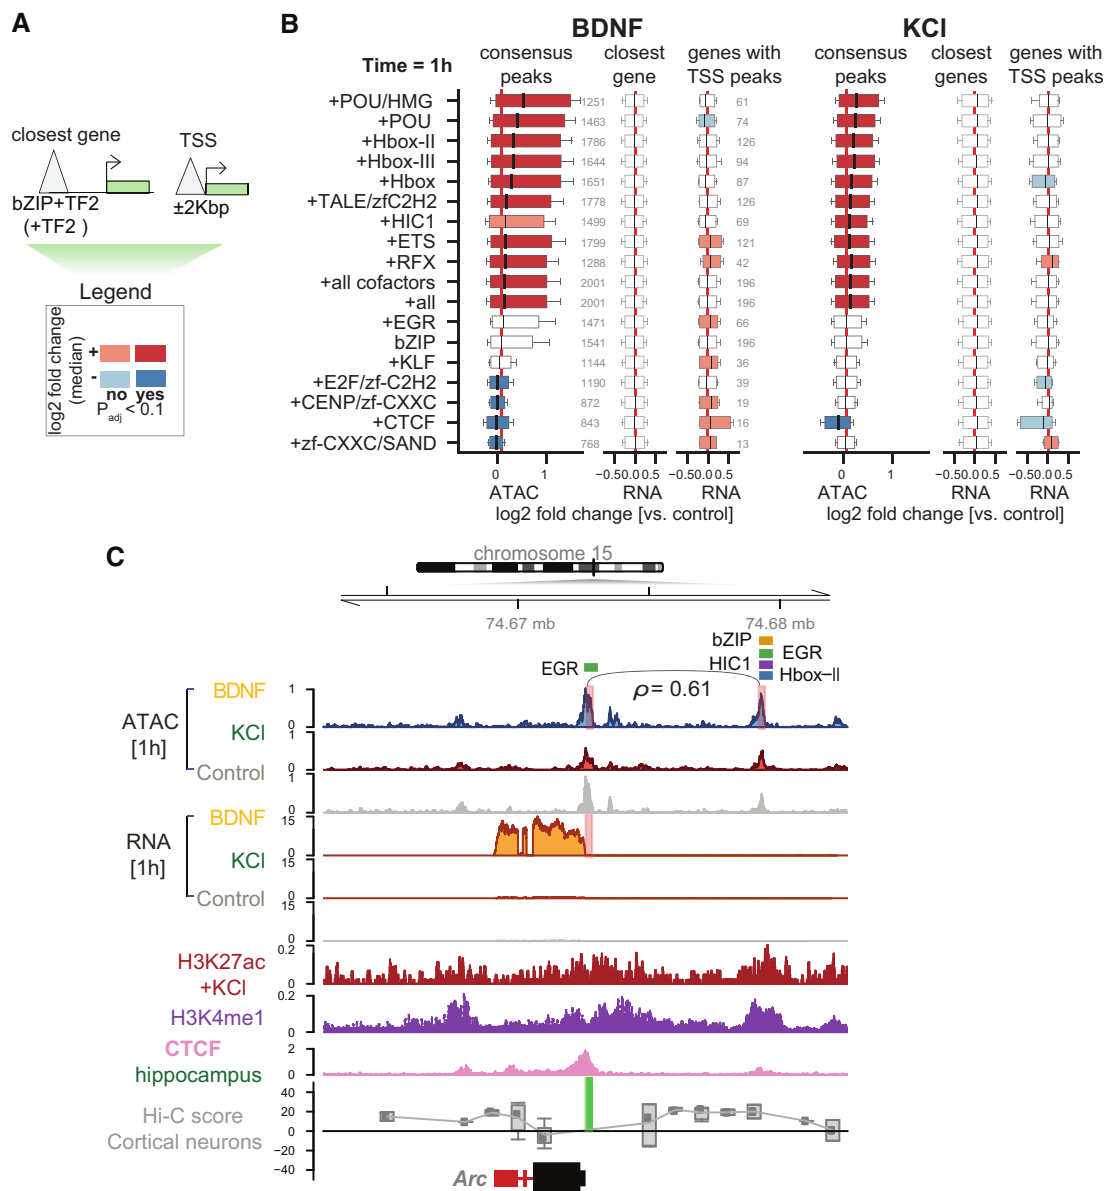 A
closest gene
TSS
bZIP+TF2
(+TF2 )
±2Kbp
Legend
log2 fold change
(median)
+
-
no yes
Padj < 0.1
B
BDNF
KCl
Time = 1h
consensus
peaks
closest
gene
genes with
TSS peaks
consensus
peaks
closest
genes
genes with
TSS peaks
+POU/HMG 1251 61
+POU 1463 74
+Hbox-II 1786 126
+Hbox-III 1644 94
+Hbox 1651 87
+TALE/zfC2H2 1778 126
+HIC1 1499 69
+ETS 1799 121
+RFX 1288 42
+all cofactors 2001 196
+all 2001 196
+EGR 1471 66
bZIP 1541 196
+KLF 1144 36
+E2F/zf-C2H2 1190 39
+CENP/zf-CXXC 872 19
+CTCF 843 16
+zf-CXXC/SAND 768 13
0 1 −0.50.0 0.5 −0.50.0 0.5 0 1 −0.50.0 0.5 −0.50.0 0.5
ATAC RNA RNA ATAC RNA RNA
log2 fold change [vs. control] log2 fold change [vs. control]
C
chromosome 15
74.67 mb 74.68 mb
bZIP
EGR
EGR
HIC1
Hbox−II
ρ = 0.61
ATAC
[1h]
BDNF
1
0
KCl
1
0
Control
1
0
RNA
[1h]
BDNF
15
0
KCl
15
0
Control
15
0
H3K27ac
+KCl
0.2
0
H3K4me1
0.2
0
CTCF
hippocampus
2
0
Hi-C score
Cortical neurons
40
20
0
−20
−40
Arc